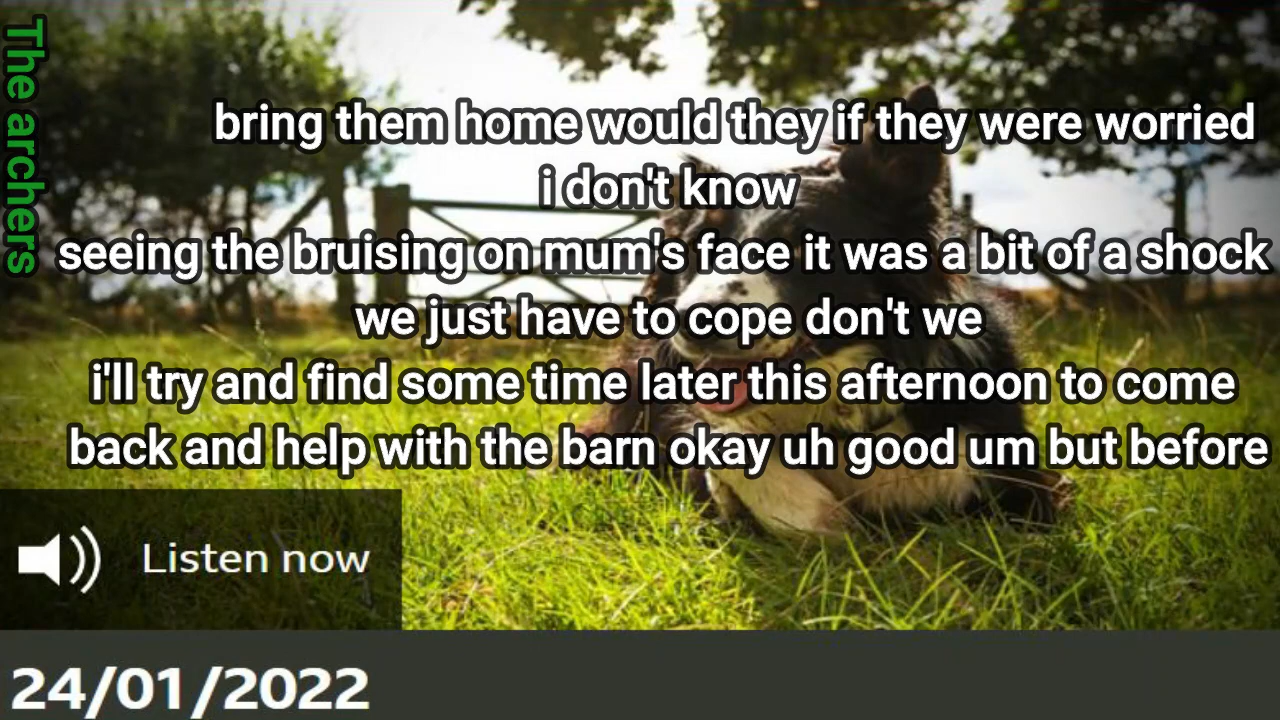 The archers
bring them home would they if they were worried
i don't know
seeing the bruising on mum's face it was a bit of a shock
we just have to cope don't we
i'll try and find some time later this afternoon to come
back and help with the barn okay uh good um but before
Listen now
24/01/2022